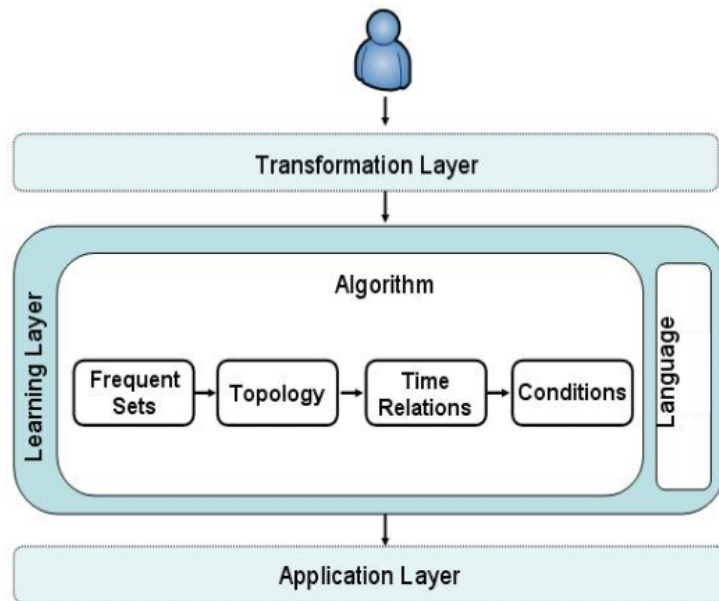 Transformation Layer
Learning Layer
Algorithm
Frequent
Sets
Topology
Time
Relations
Conditions
Language
Application Layer